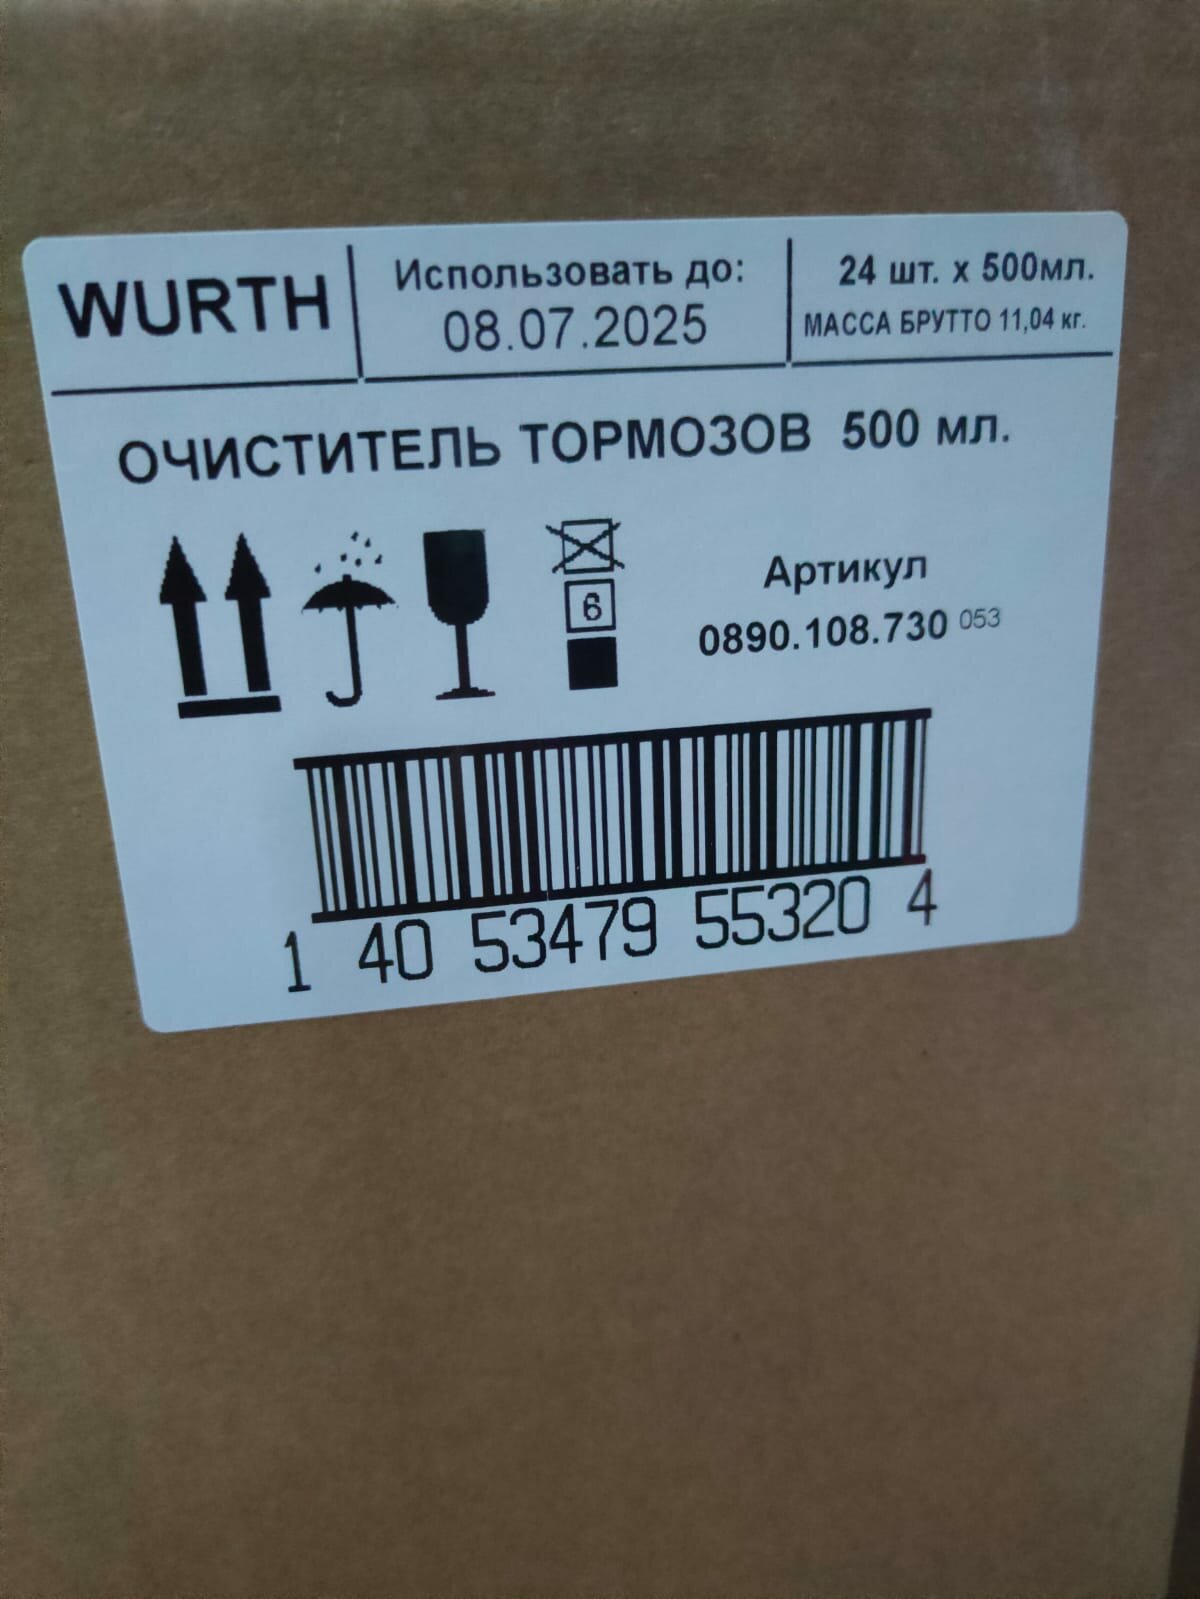 WURTH
Использовать до:
08.07.2025
24 шт. х 500мл.
МАССА БРУТТО 11,04 кг.
ОЧИСТИТЕЛЬ ТОРМОЗОВ 500 мл.
6
Артикул
0890.108.730 053
1 40 53479 55320 4